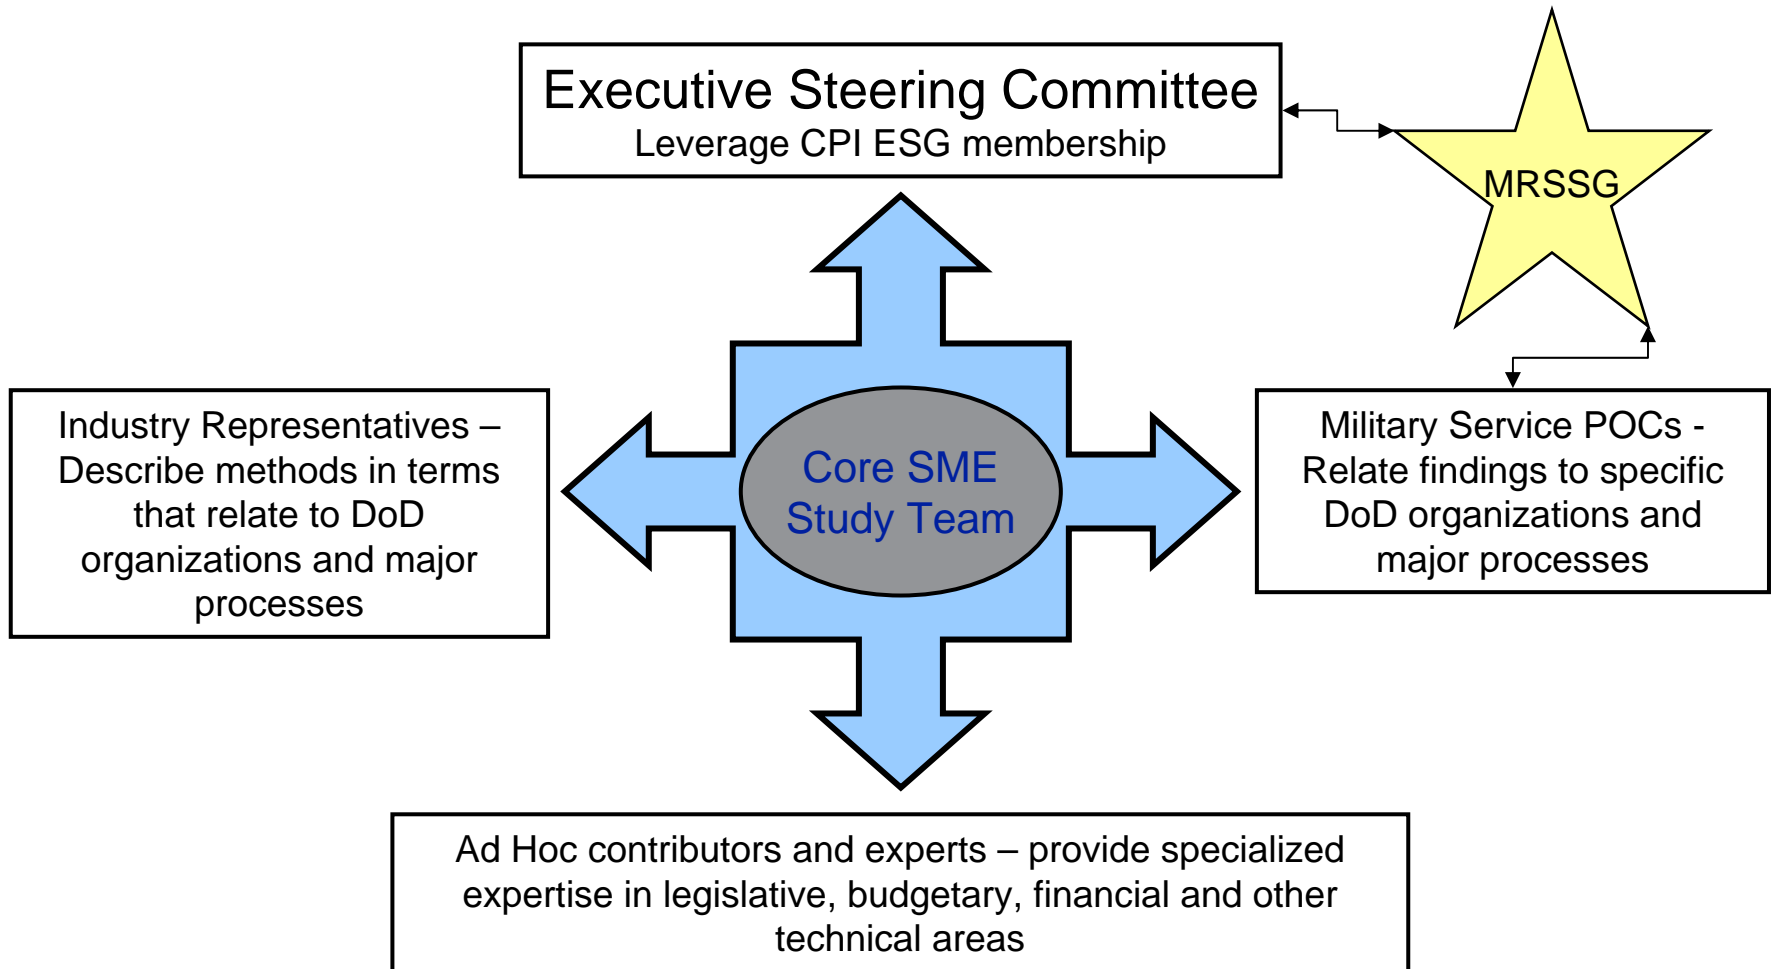 Executive Steering Committee
Leverage CPI ESG membership
MRSSG
Industry Representatives –
Describe methods in terms
that relate to DoD
organizations and major
processes
Core SME
Study Team
Military Service POCs -
Relate findings to specific
DoD organizations and
major processes
Ad Hoc contributors and experts – provide specialized
expertise in legislative, budgetary, financial and other
technical areas